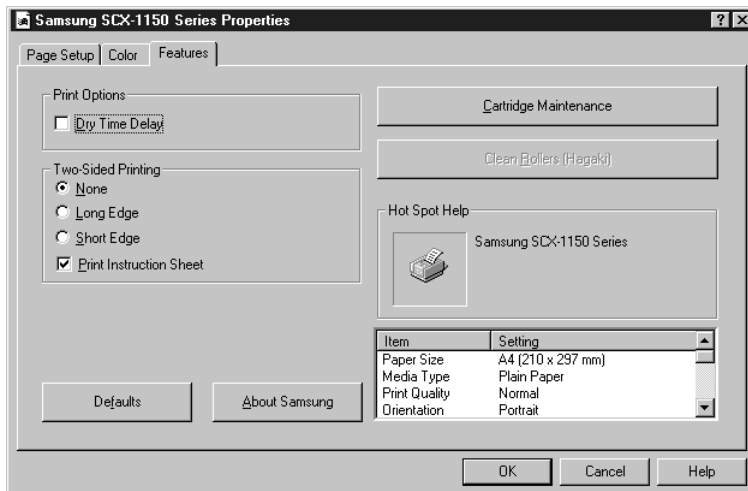 Samsung SCX-1150 Series Properties
Page Setup Color Features
Print Options
Dry Time Delay
Cartridge Maintenance
Clean Rollers (Hagaki)
Two-Sided Printing
None
Long Edge
Short Edge
Print Instruction Sheet
Hot Spot Help
Samsung SCX-1150 Series
Item Setting
Paper Size A4 (210 x 297 mm)
Media Type Plain Paper
Print Quality Normal
Orientation Portrait
Defaults
About Samsung
OK Cancel Help